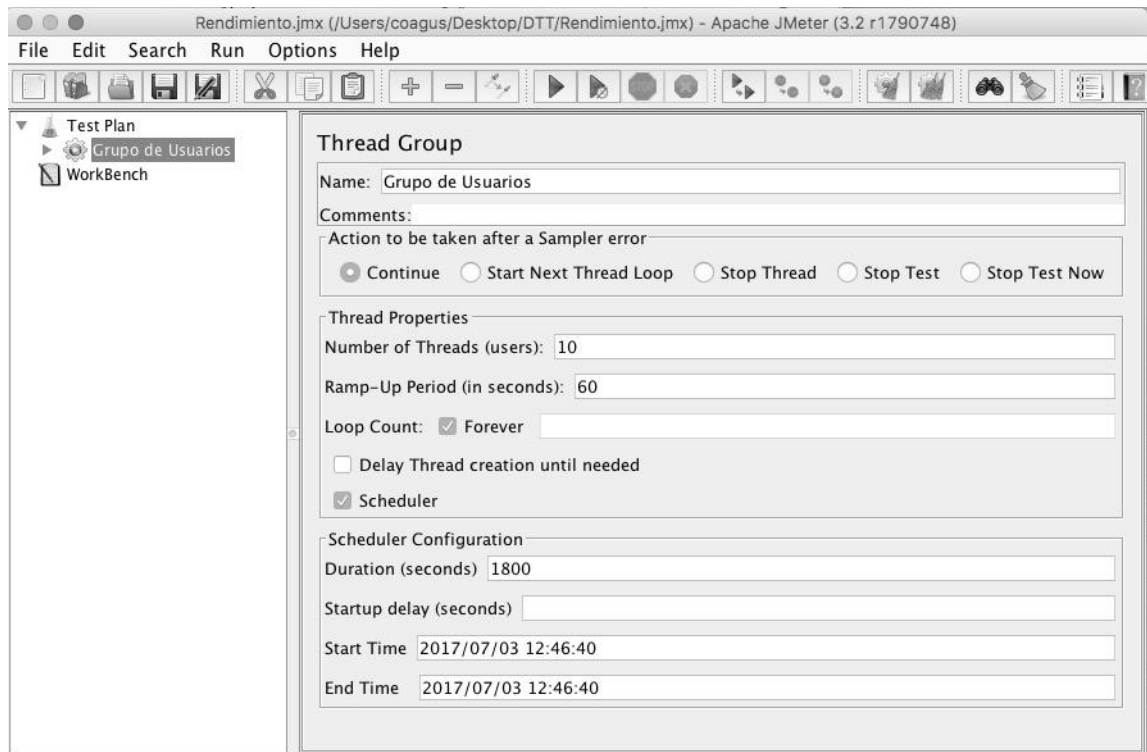 Rendimiento.jmx (/Users/coagus/Desktop/DTT/Rendimiento.jmx) - Apache JMeter (3.2 r1790748)
File Edit Search Run Options Help
Test Plan
Grupo de Usuarios
WorkBench
Thread Group
Name: Grupo de Usuarios
Comments:
Action to be taken after a Sampler error
Continue Start Next Thread Loop Stop Thread Stop Test Stop Test Now
Thread Properties
Number of Threads (users): 10
Ramp-Up Period (in seconds): 60
Loop Count: Forever
Delay Thread creation until needed
Scheduler
Scheduler Configuration
Duration (seconds) 1800
Startup delay (seconds)
Start Time 2017/07/03 12:46:40
End Time 2017/07/03 12:46:40